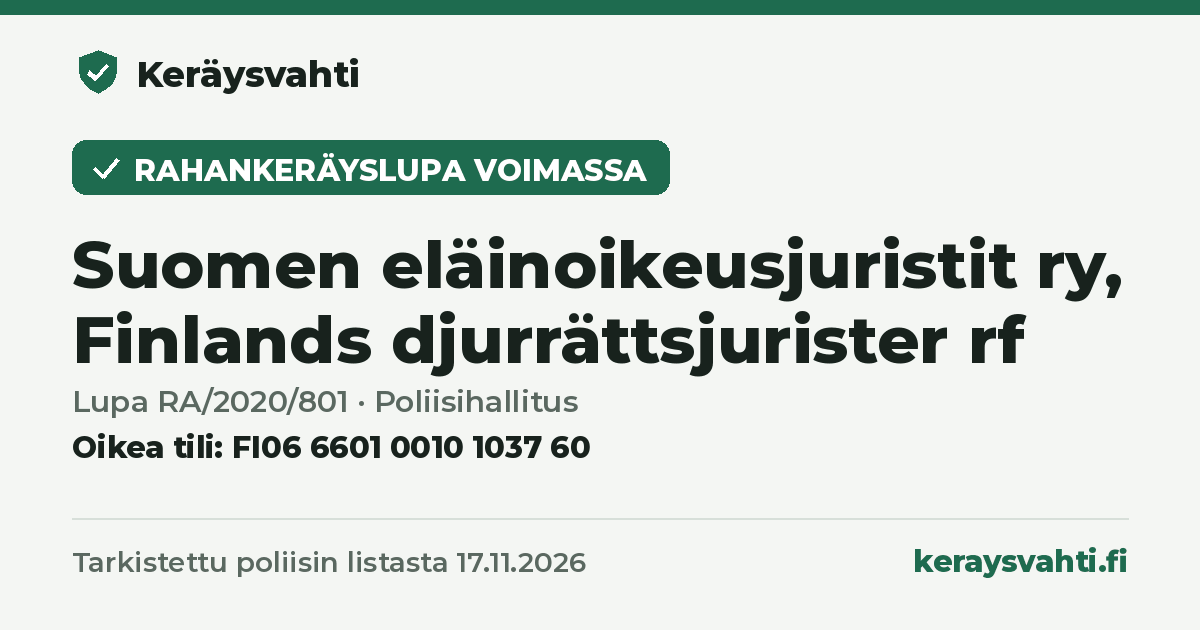 Keräysvahti
RAHANKERÄYSLUPA VOIMASSA
Suomen eläinoikeusjuristit ry,
Finlands djurrättsjurister rf
Lupa RA/2020/801 · Poliisihallitus
Oikea tili: FI06 6601 0010 1037 60
Tarkistettu poliisin listasta 17.11.2026
keraysvahti.fi